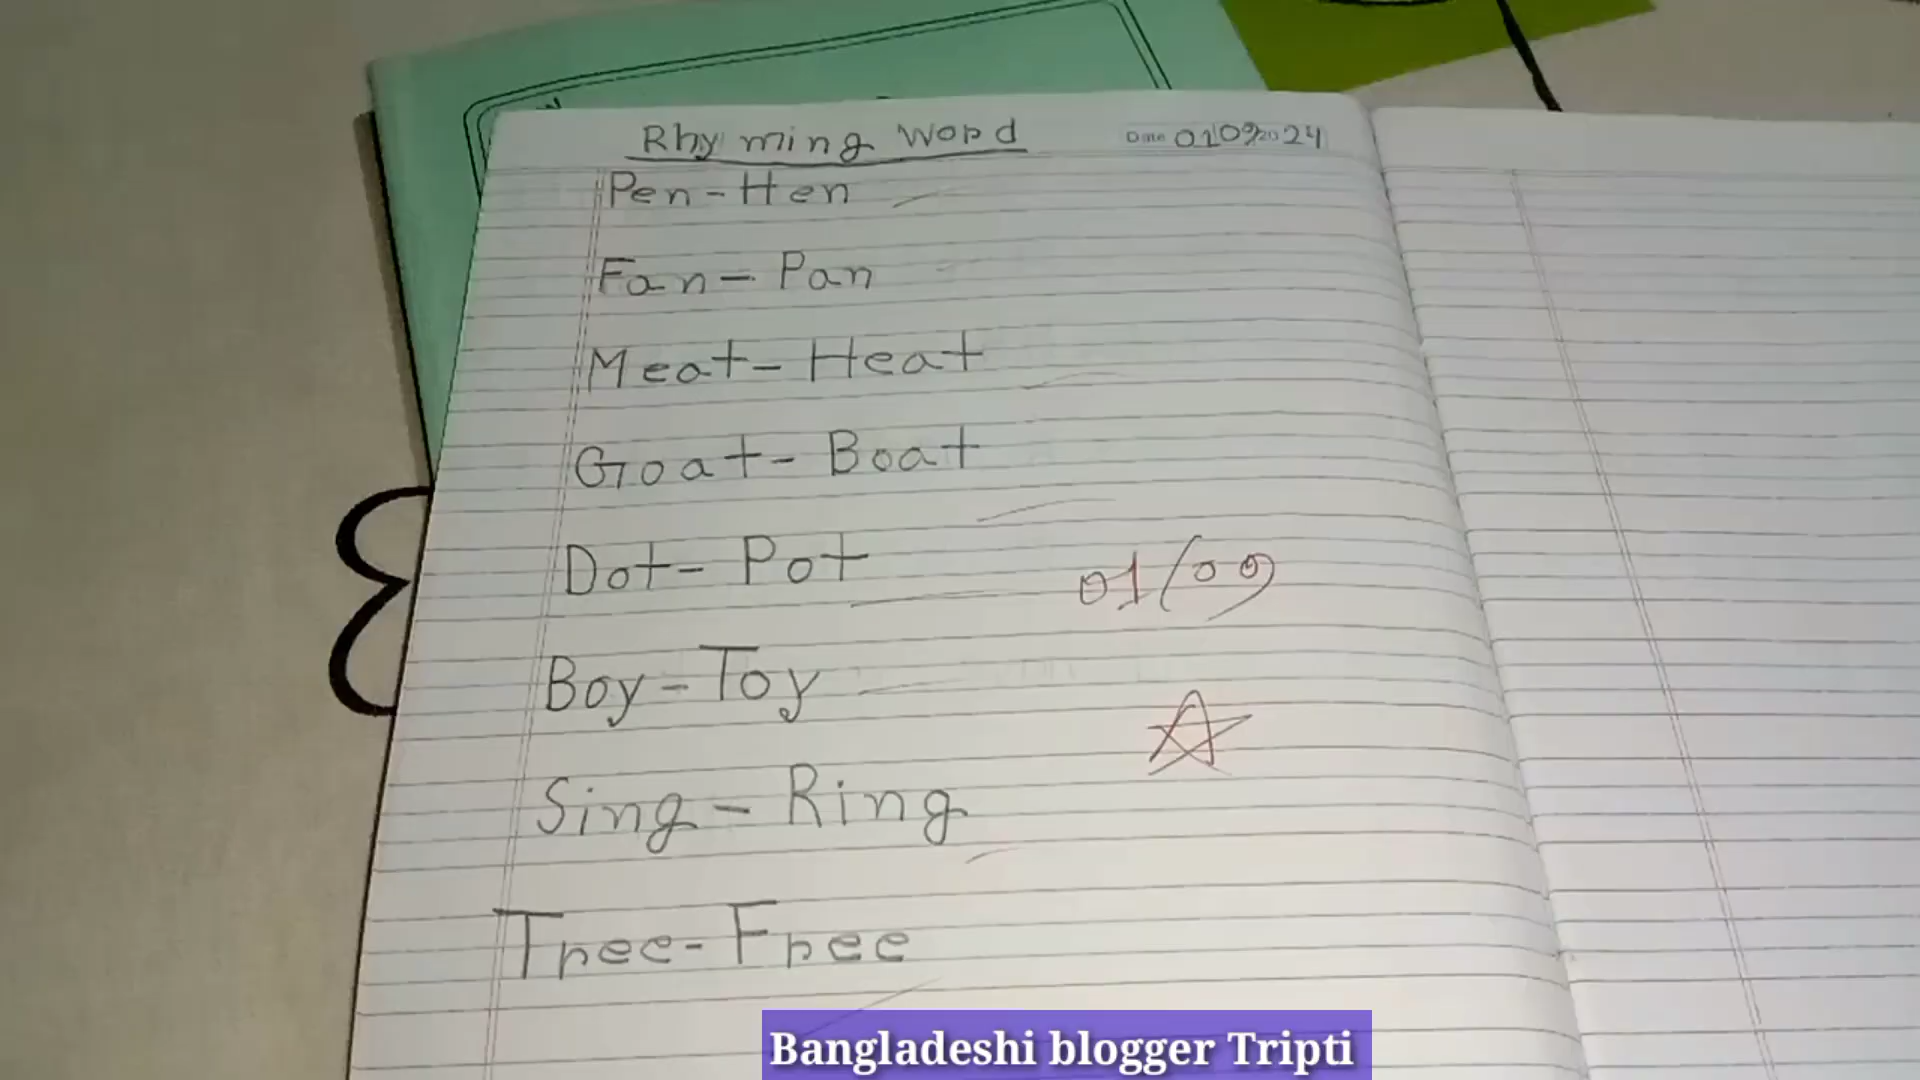 Rhyming Word
Date 01 09 2024
Pen - Hen
Fan - Pan
Meat - Heat
Goat - Boat
Dot - Pot
01/09
Boy - Toy
Sing - Ring
Tree - Free
Bangladeshi blogger Tripti